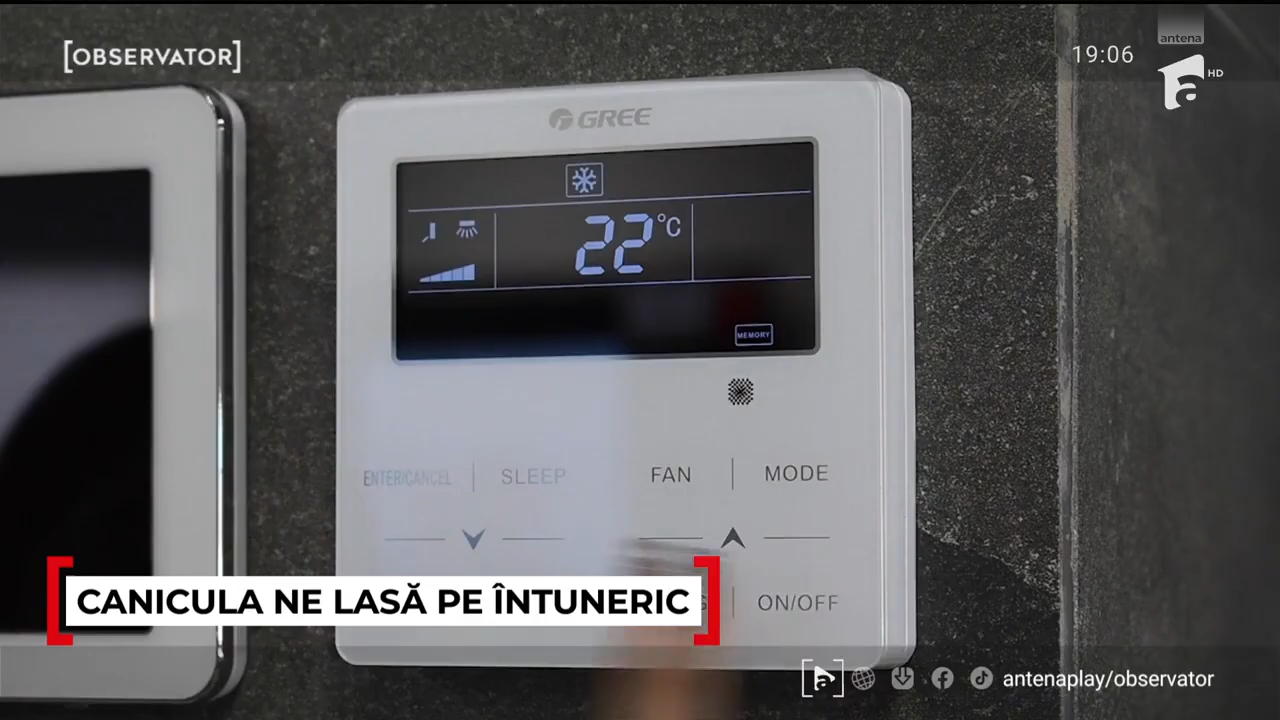 [OBSERVATOR]
19:06
antena
HD
GREE
22°C
MEMORY
ENTER/CANCEL
SLEEP
FAN
MODE
CANICULA NE LASĂ PE ÎNTUNERIC
ON/OFF
antenaplay/observator